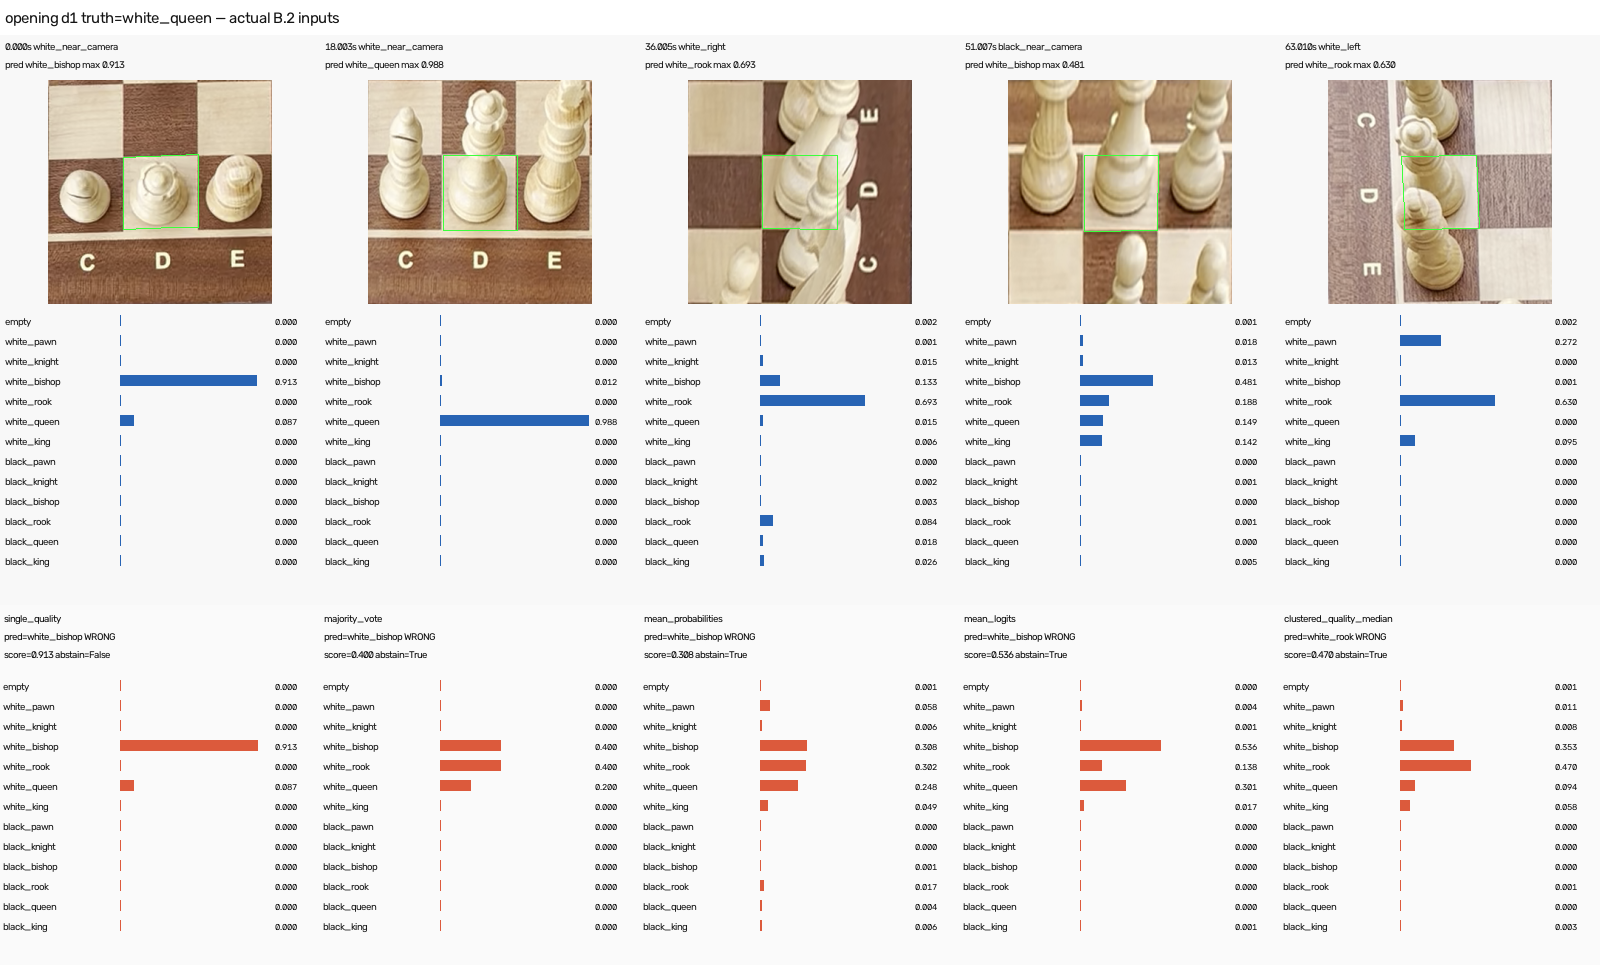 opening d1 truth=white_queen — actual B.2 inputs
0.000s white_near_camera
pred white_bishop max 0.913
C D E
empty 0.000
white_pawn 0.000
white_knight 0.000
white_bishop 0.913
white_rook 0.000
white_queen 0.087
white_king 0.000
black_pawn 0.000
black_knight 0.000
black_bishop 0.000
black_rook 0.000
black_queen 0.000
black_king 0.000
18.003s white_near_camera
pred white_queen max 0.988
C D E
empty 0.000
white_pawn 0.000
white_knight 0.000
white_bishop 0.012
white_rook 0.000
white_queen 0.988
white_king 0.000
black_pawn 0.000
black_knight 0.000
black_bishop 0.000
black_rook 0.000
black_queen 0.000
black_king 0.000
36.005s white_right
pred white_rook max 0.693
E
D
C
empty 0.002
white_pawn 0.001
white_knight 0.015
white_bishop 0.133
white_rook 0.693
white_queen 0.015
white_king 0.006
black_pawn 0.000
black_knight 0.002
black_bishop 0.003
black_rook 0.084
black_queen 0.018
black_king 0.026
51.007s black_near_camera
pred white_bishop max 0.481
empty 0.001
white_pawn 0.018
white_knight 0.013
white_bishop 0.481
white_rook 0.188
white_queen 0.149
white_king 0.142
black_pawn 0.000
black_knight 0.001
black_bishop 0.000
black_rook 0.001
black_queen 0.000
black_king 0.005
63.010s white_left
pred white_rook max 0.630
C
D
E
empty 0.002
white_pawn 0.272
white_knight 0.000
white_bishop 0.001
white_rook 0.630
white_queen 0.000
white_king 0.095
black_pawn 0.000
black_knight 0.000
black_bishop 0.000
black_rook 0.000
black_queen 0.000
black_king 0.000
single_quality
pred=white_bishop WRONG
score=0.913 abstain=False
empty 0.000
white_pawn 0.000
white_knight 0.000
white_bishop 0.913
white_rook 0.000
white_queen 0.087
white_king 0.000
black_pawn 0.000
black_knight 0.000
black_bishop 0.000
black_rook 0.000
black_queen 0.000
black_king 0.000
majority_vote
pred=white_bishop WRONG
score=0.400 abstain=True
empty 0.000
white_pawn 0.000
white_knight 0.000
white_bishop 0.400
white_rook 0.400
white_queen 0.200
white_king 0.000
black_pawn 0.000
black_knight 0.000
black_bishop 0.000
black_rook 0.000
black_queen 0.000
black_king 0.000
mean_probabilities
pred=white_bishop WRONG
score=0.308 abstain=True
empty 0.001
white_pawn 0.058
white_knight 0.006
white_bishop 0.308
white_rook 0.302
white_queen 0.248
white_king 0.049
black_pawn 0.000
black_knight 0.000
black_bishop 0.001
black_rook 0.017
black_queen 0.004
black_king 0.006
mean_logits
pred=white_bishop WRONG
score=0.536 abstain=True
empty 0.000
white_pawn 0.004
white_knight 0.001
white_bishop 0.536
white_rook 0.138
white_queen 0.301
white_king 0.017
black_pawn 0.000
black_knight 0.000
black_bishop 0.000
black_rook 0.000
black_queen 0.000
black_king 0.001
clustered_quality_median
pred=white_rook WRONG
score=0.470 abstain=True
empty 0.001
white_pawn 0.011
white_knight 0.008
white_bishop 0.353
white_rook 0.470
white_queen 0.094
white_king 0.058
black_pawn 0.000
black_knight 0.000
black_bishop 0.000
black_rook 0.001
black_queen 0.000
black_king 0.003